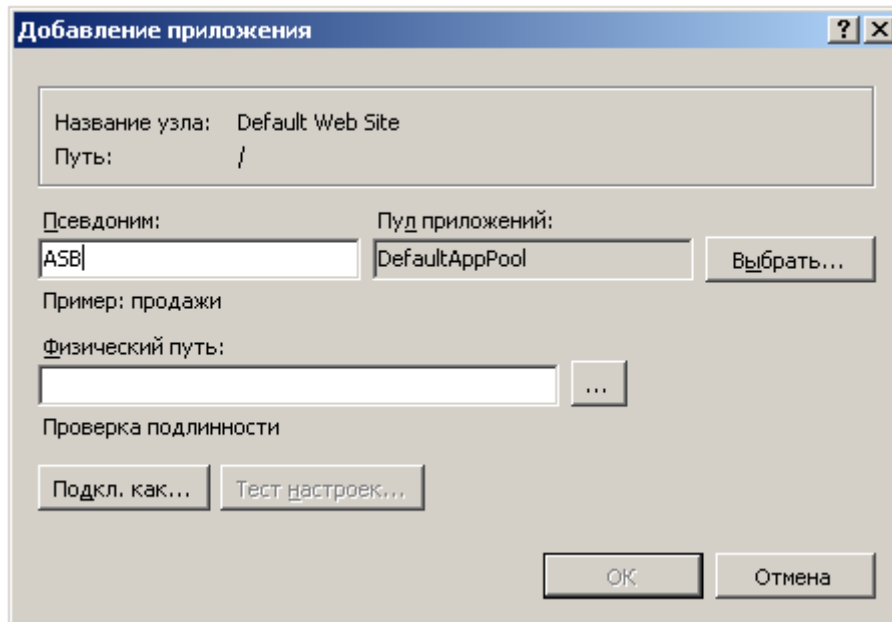 Добавление приложения
Название узла: Default Web Site
Путь: /
Псевдоним: Пул приложений:
ASB DefaultAppPool Выбрать...
Пример: продажи
Физический путь:
...
Проверка подлинности
Подкл. как... Тест настроек...
ОК Отмена